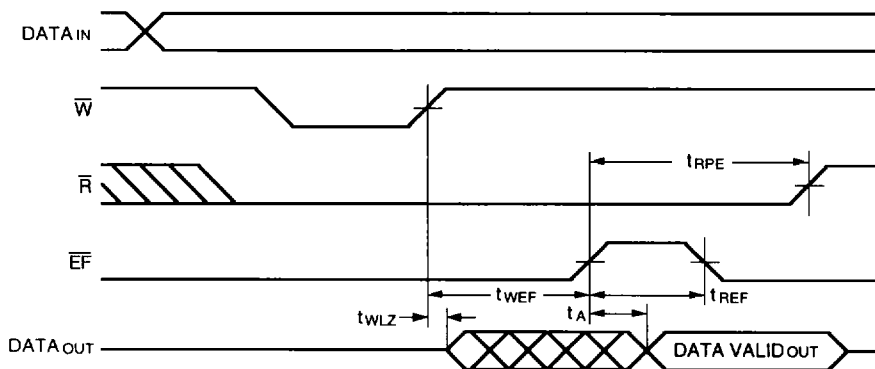 DATA IN
W
R
tRPE
EF
tWEF
tREF
tWLZ
tA
DATA OUT
DATA VALID OUT